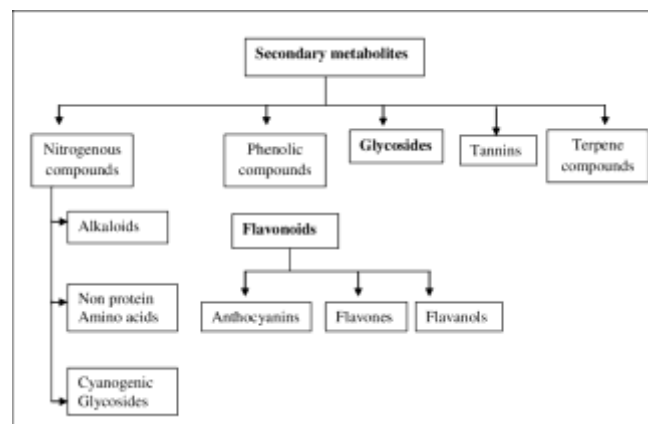 Secondary metabolites
Nitrogenous
compounds
Phenolic
compounds
Glycosides
Tannins
Terpene
compounds
Alkaloids
Flavonoids
Non protein
Amino acids
Anthocyanins
Flavones
Flavanols
Cyanogenic
Glycosides